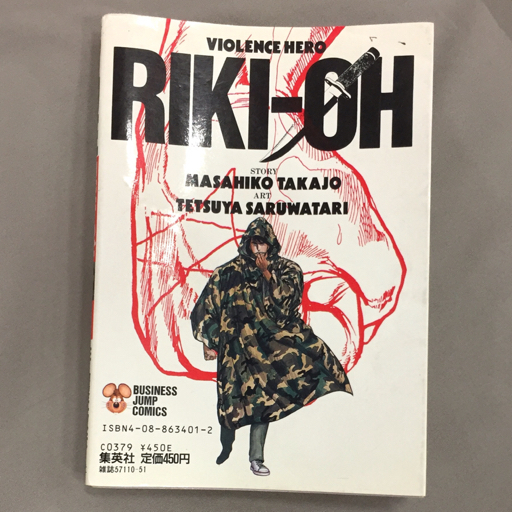 VIOLENCE HERO
RIKI-OH
STORY
MASAHIKO TAKAJO
ART
TETSUYA SARUWATARI
BUSINESS
JUMP
COMICS
ISBN4-08-863401-2
C0379 ¥450E
集英社 定価450円
雑誌57110-51